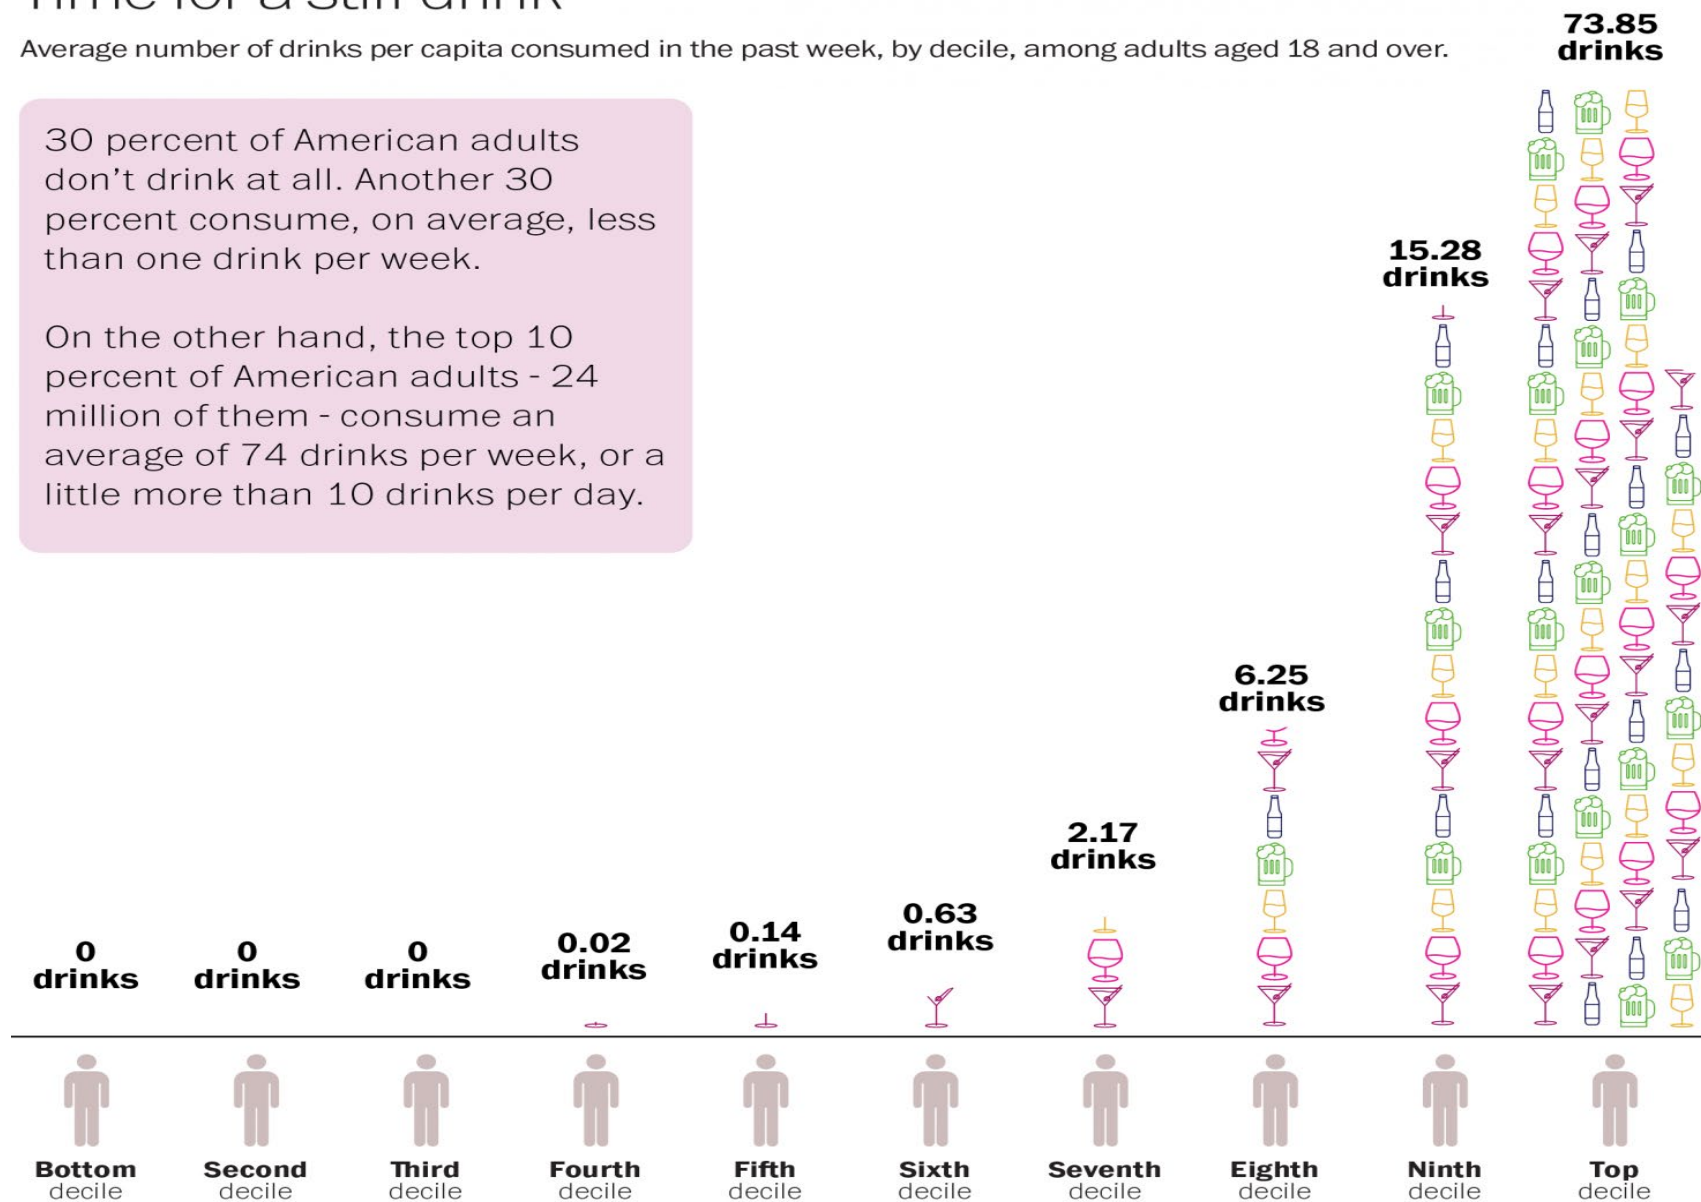 Time for a stiff drink
Average number of drinks per capita consumed in the past week, by decile, among adults aged 18 and over.
30 percent of American adults
don't drink at all. Another 30
percent consume, on average, less
than one drink per week.
On the other hand, the top 10
percent of American adults - 24
million of them - consume an
average of 74 drinks per week, or a
little more than 10 drinks per day.
0
drinks
0
drinks
0
drinks
0.02
drinks
0.14
drinks
0.63
drinks
2.17
drinks
6.25
drinks
15.28
drinks
73.85
drinks
Bottom
decile
Second
decile
Third
decile
Fourth
decile
Fifth
decile
Sixth
decile
Seventh
decile
Eighth
decile
Ninth
decile
Top
decile